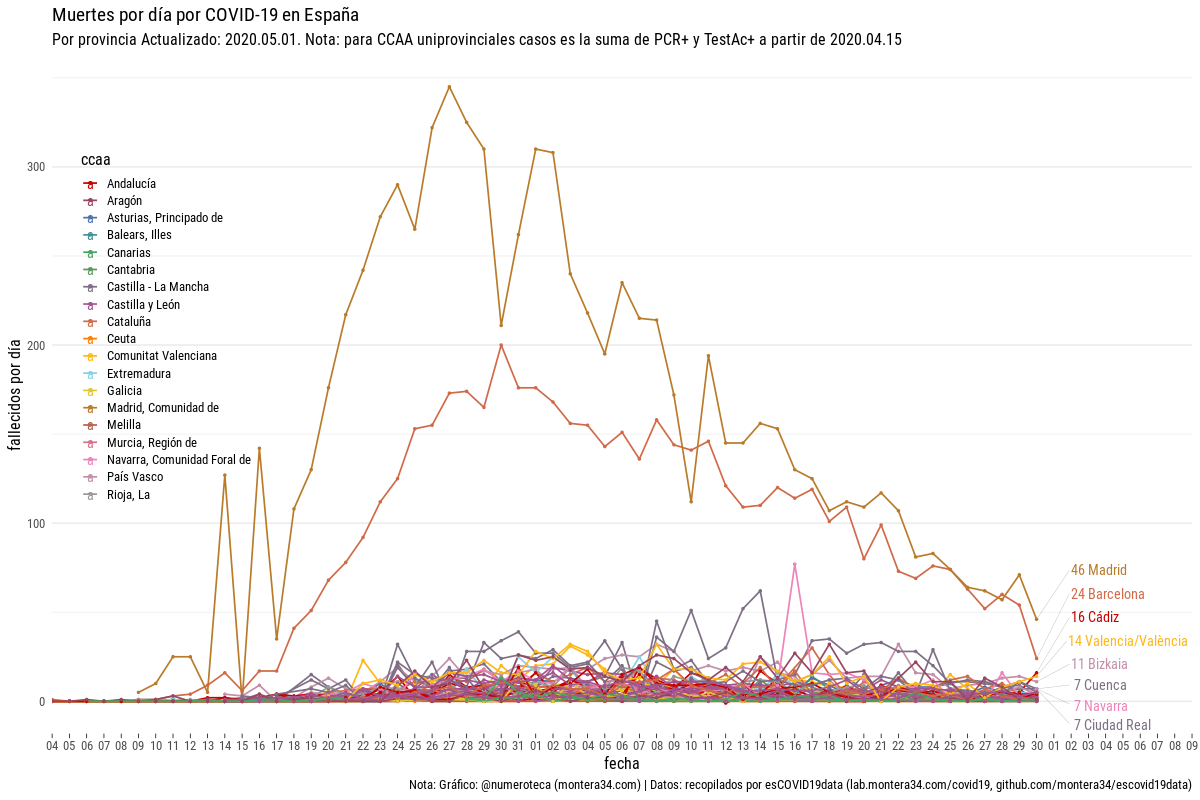 Muertes por día por COVID-19 en España
Por provincia Actualizado: 2020.05.01. Nota: para CCAA uniprovinciales casos es la suma de PCR+ y TestAc+ a partir de 2020.04.15
fallecidos por día
300
200
100
0
ccaa
Andalucía
Aragón
Asturias, Principado de
Balears, Illes
Canarias
Cantabria
Castilla - La Mancha
Castilla y León
Cataluña
Ceuta
Comunitat Valenciana
Extremadura
Galicia
Madrid, Comunidad de
Melilla
Murcia, Región de
Navarra, Comunidad Foral de
País Vasco
Rioja, La
46 Madrid
24 Barcelona
16 Cádiz
14 Valencia/València
11 Bizkaia
7 Cuenca
7 Navarra
7 Ciudad Real
04 05 06 07 08 09 10 11 12 13 14 15 16 17 18 19 20 21 22 23 24 25 26 27 28 29 30 31 01 02 03 04 05 06 07 08 09 10 11 12 13 14 15 16 17 18 19 20 21 22 23 24 25 26 27 28 29 30 01 02 03 04 05 06 07 08 09
fecha
Nota: Gráfico: @numeroteca (montera34.com) | Datos: recopilados por esCOVID19data (lab.montera34.com/covid19, github.com/montera34/escovid19data)